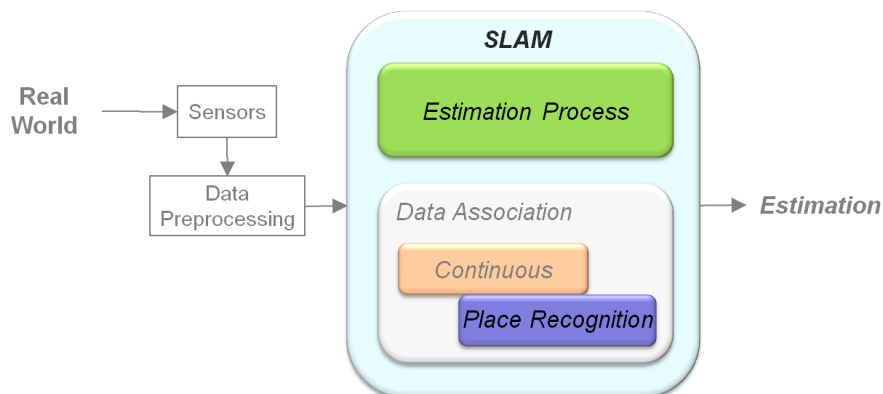 SLAM
Real
World
Sensors
Estimation Process
Data
Preprocessing
Data Association
Estimation
Continuous
Place Recognition